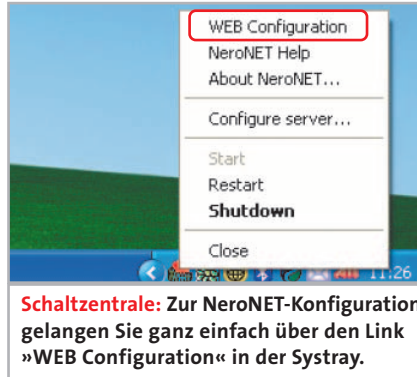 WEB Configuration
NeroNET Help
About NeroNET...
Configure server...
Start
Restart
Shutdown
Close
11:26
Schaltzentrale: Zur NeroNET-Konfiguration
gelangen Sie ganz einfach über den Link
»WEB Configuration« in der Systray.